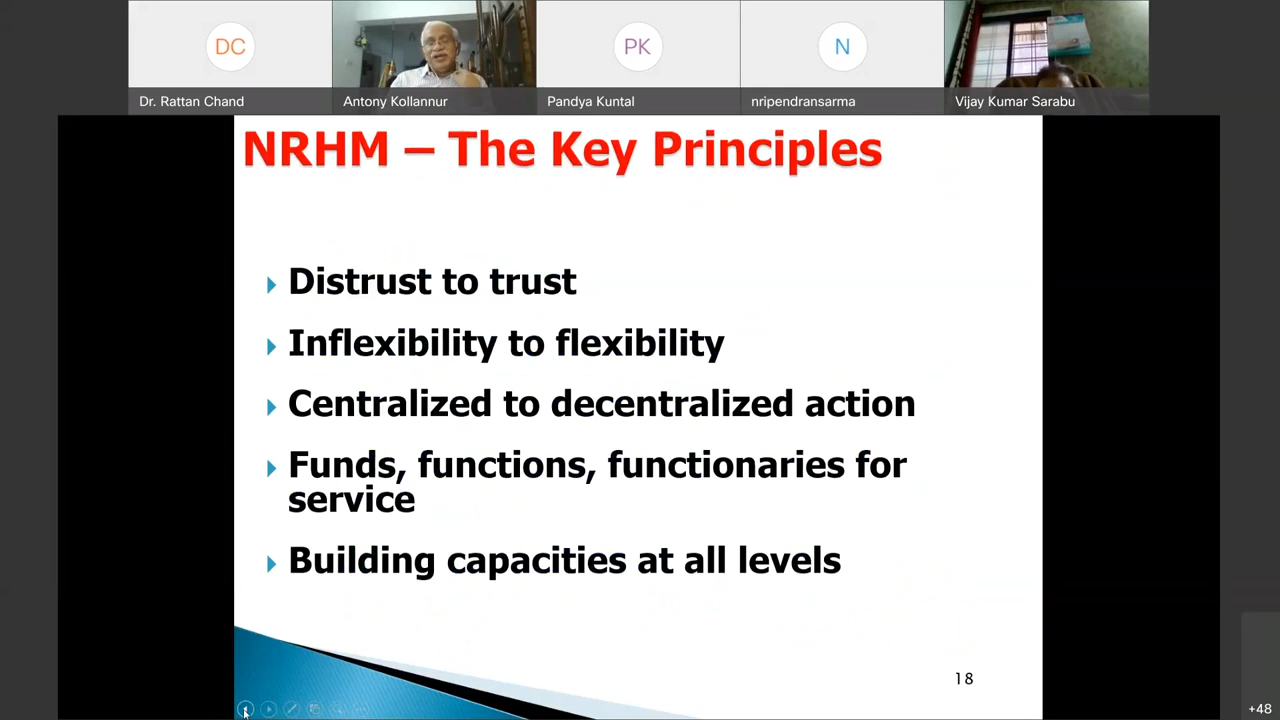 DC
PK
N
Dr. Rattan Chand
Antony Kollannur
Pandya Kuntal
nripendransarma
Vijay Kumar Sarabu
NRHM – The Key Principles
Distrust to trust
Inflexibility to flexibility
Centralized to decentralized action
Funds, functions, functionaries for
service
Building capacities at all levels
18
+48